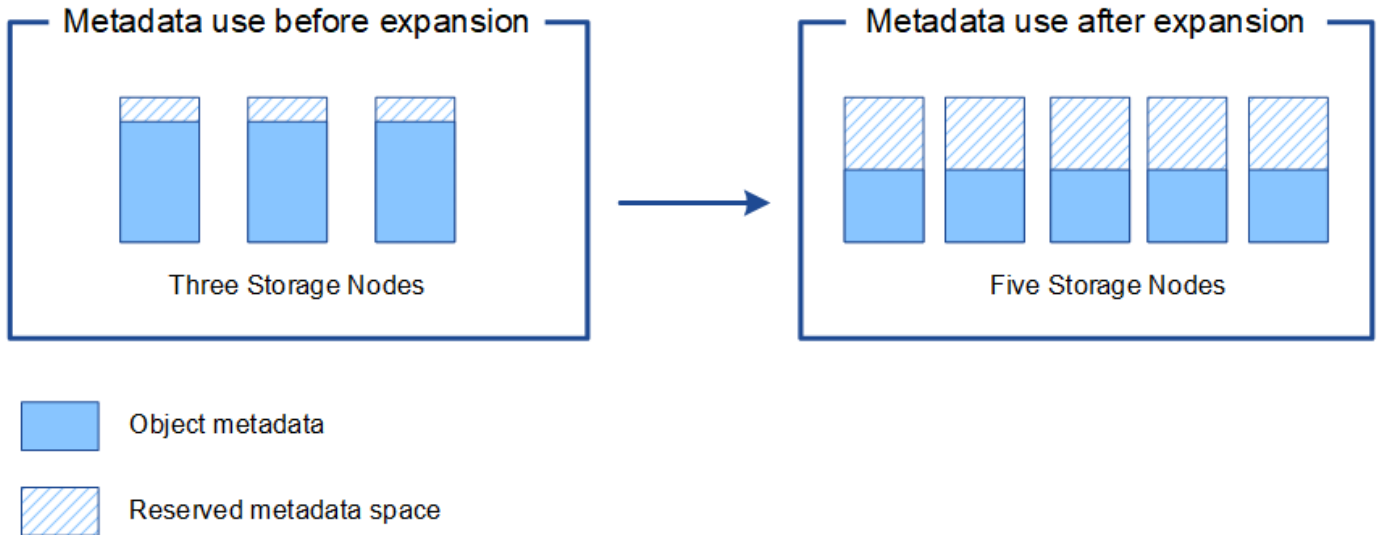 Metadata use before expansion
Metadata use after expansion
Three Storage Nodes
Five Storage Nodes
Object metadata
Reserved metadata space